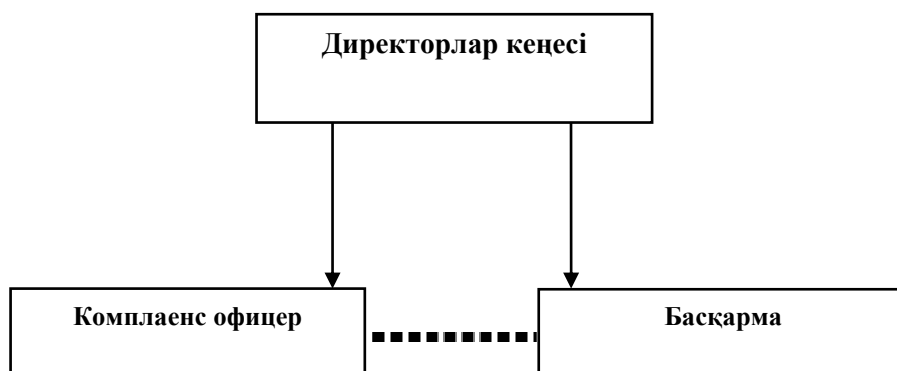 Директорлар кеңесі
Комплаенс офицер
Басқарма